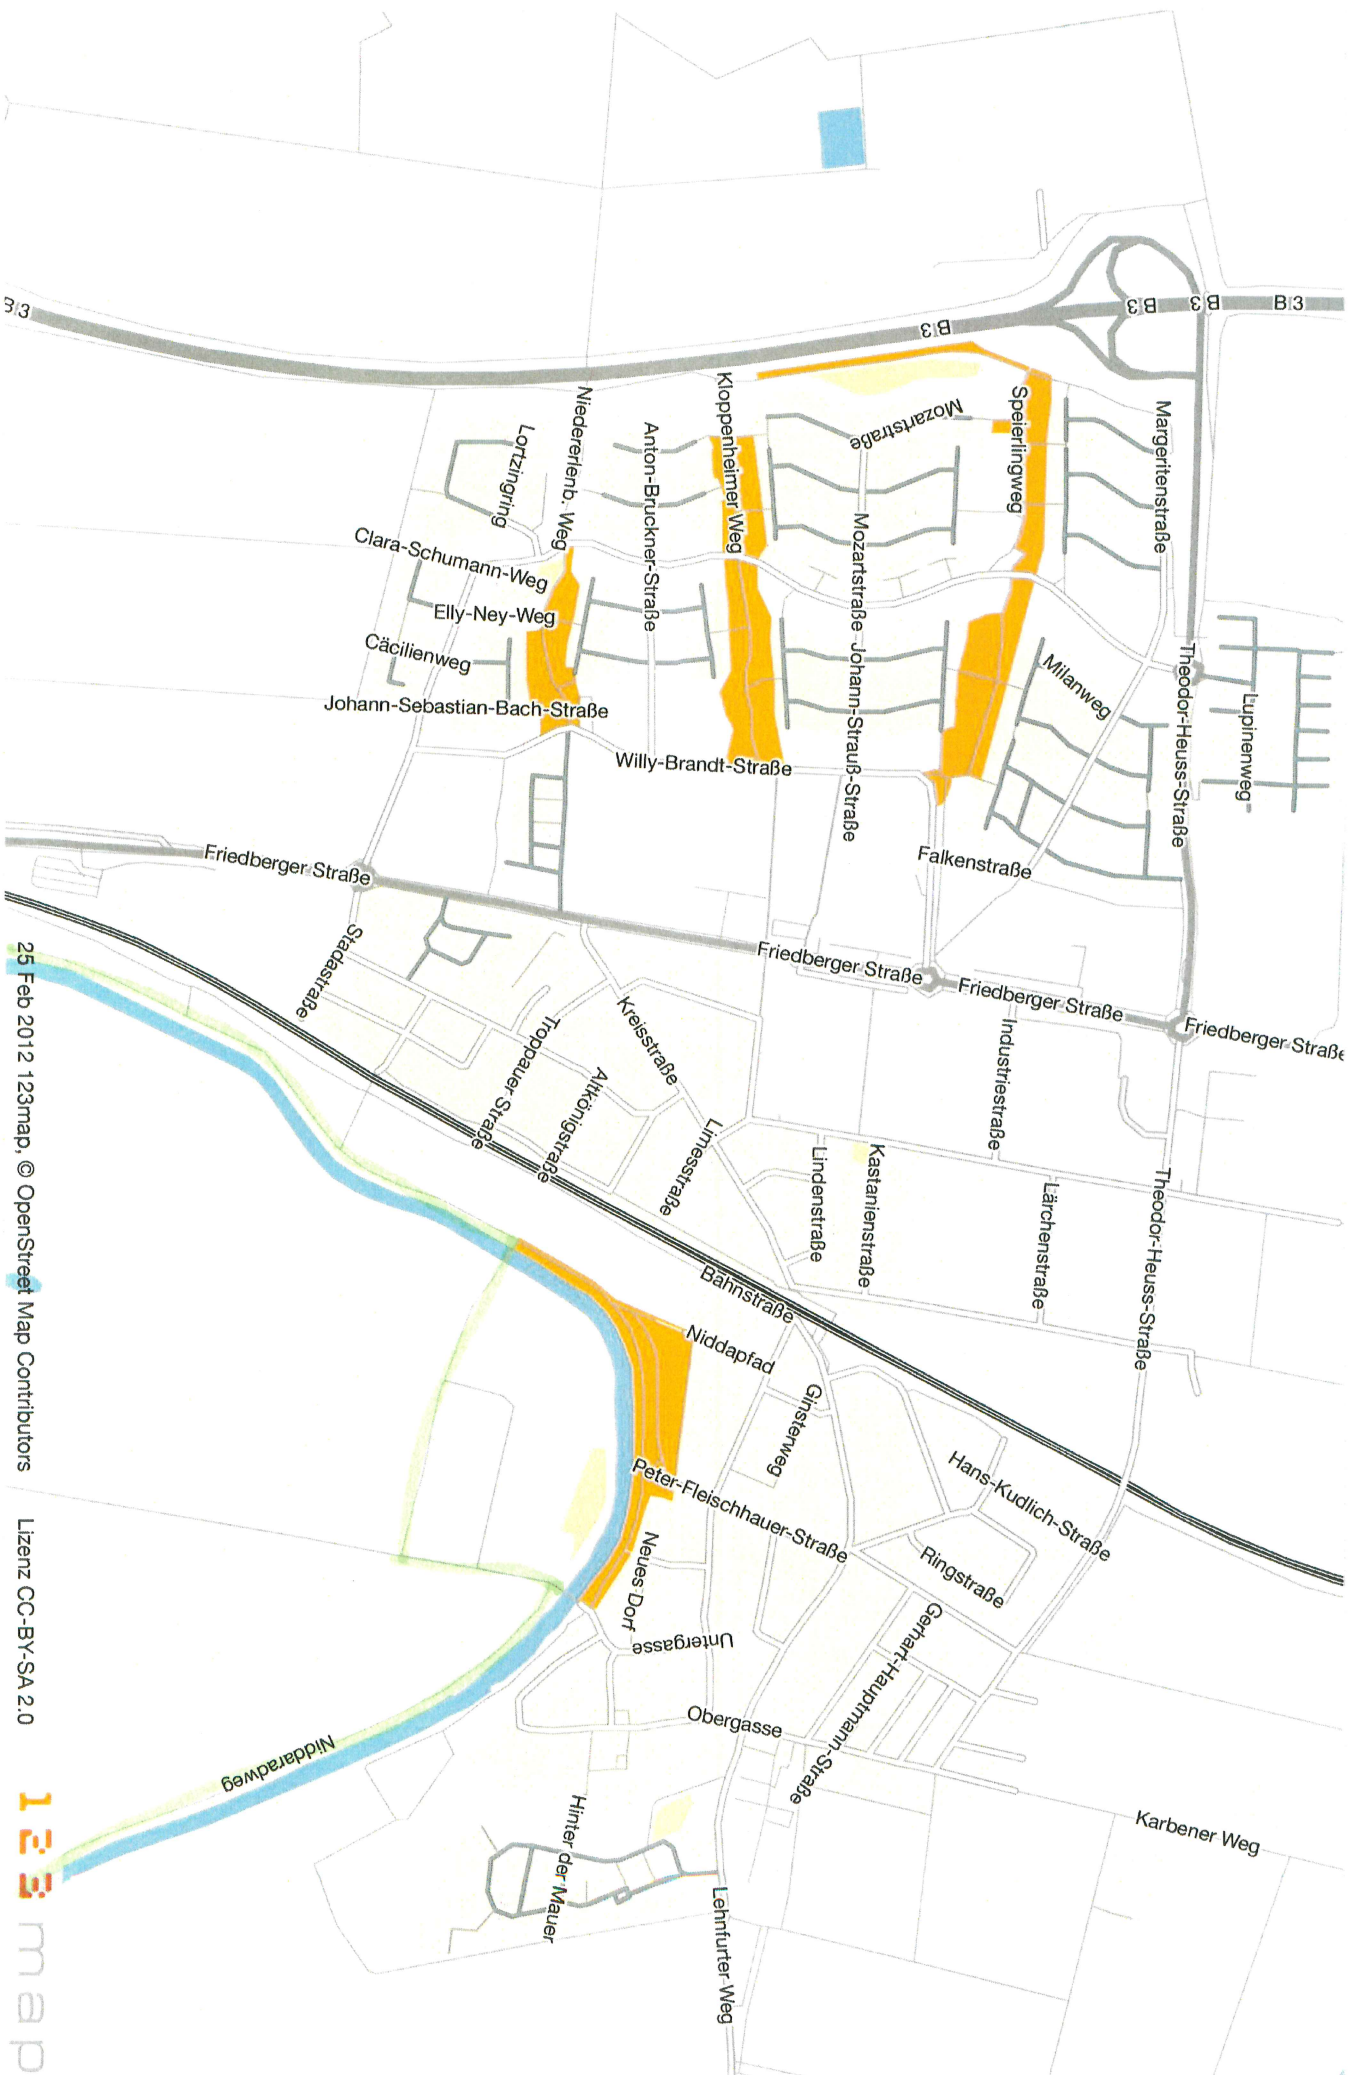 B 3
B 3
B 3
B 3
B 3
Margeritenstraße
Speierlingweg
Mozartstraße
Kloppenheimer Weg
Niedererlenb. Weg
Anton-Bruckner-Straße
Lortzingring
Clara-Schumann-Weg
Elly-Ney-Weg
Cäcilienweg
Johann-Sebastian-Bach-Straße
Mozartstraße
Johann-Strauß-Straße
Milanweg
Theodor-Heuss-Straße
Lupinenweg
Willy-Brandt-Straße
Falkenstraße
Friedberger Straße
Friedberger Straße
Friedberger Straße
Friedberger Straße
Stadastraße
Kreisstraße
Troppauer Straße
Altkönigstraße
Limesstraße
Industriestraße
Lindenstraße
Kastanienstraße
Lärchenstraße
Theodor-Heuss-Straße
Bahnstraße
Niddapfad
Ginsterweg
Peter-Fleischhauer-Straße
Hans-Kudlich-Straße
Ringstraße
Neues Dorf
Untergasse
Gerhart-Hauptmann-Straße
Obergasse
Niddaradweg
Hinter der Mauer
Karbener Weg
Lehnfurter Weg
25 Feb 2012 123map, © OpenStreet Map Contributors Lizenz CC-BY-SA 2.0
123map